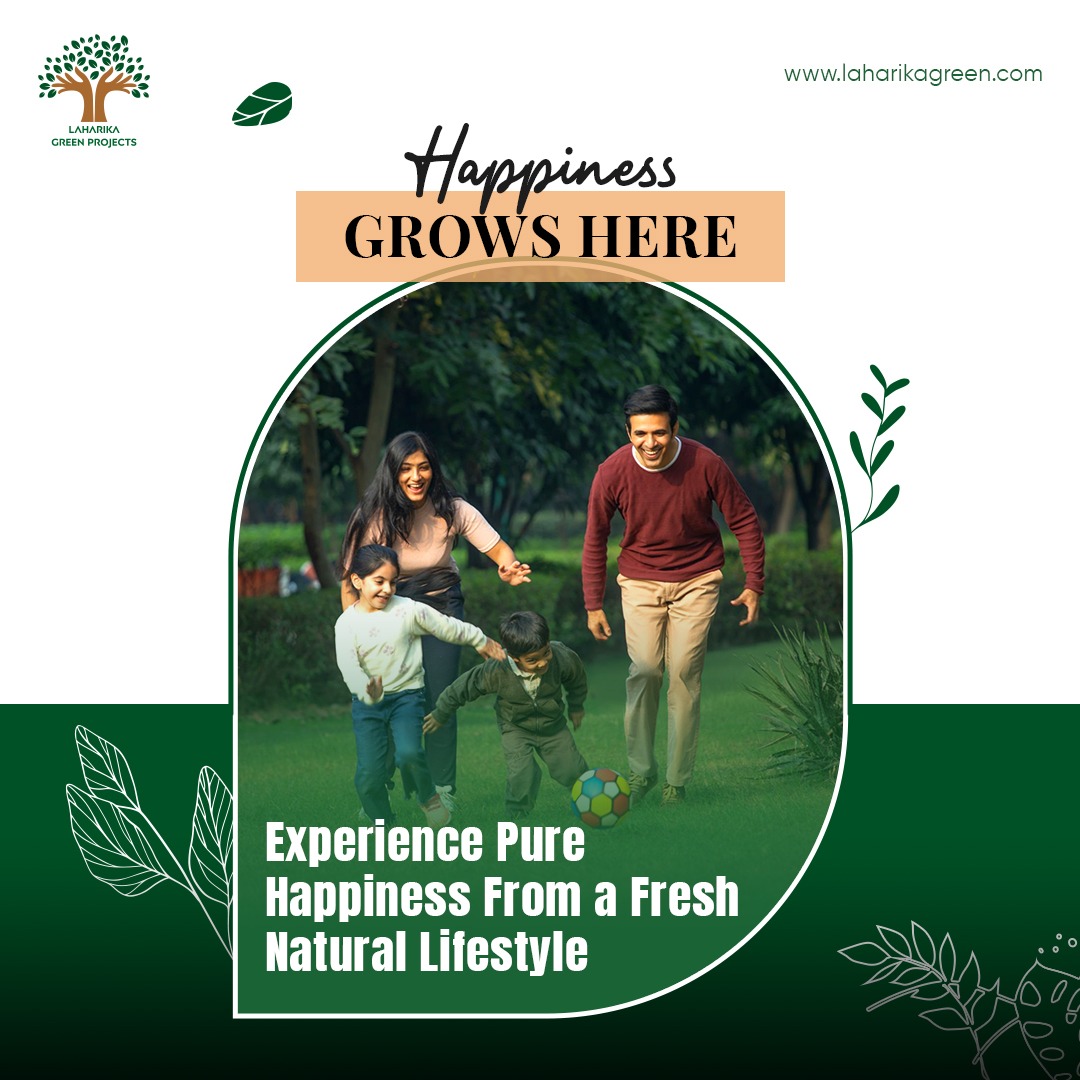 LAHARIKA
GREEN PROJECTS
www.laharikagreen.com
Happiness
GROWS HERE
Experience Pure
Happiness From a Fresh
Natural Lifestyle